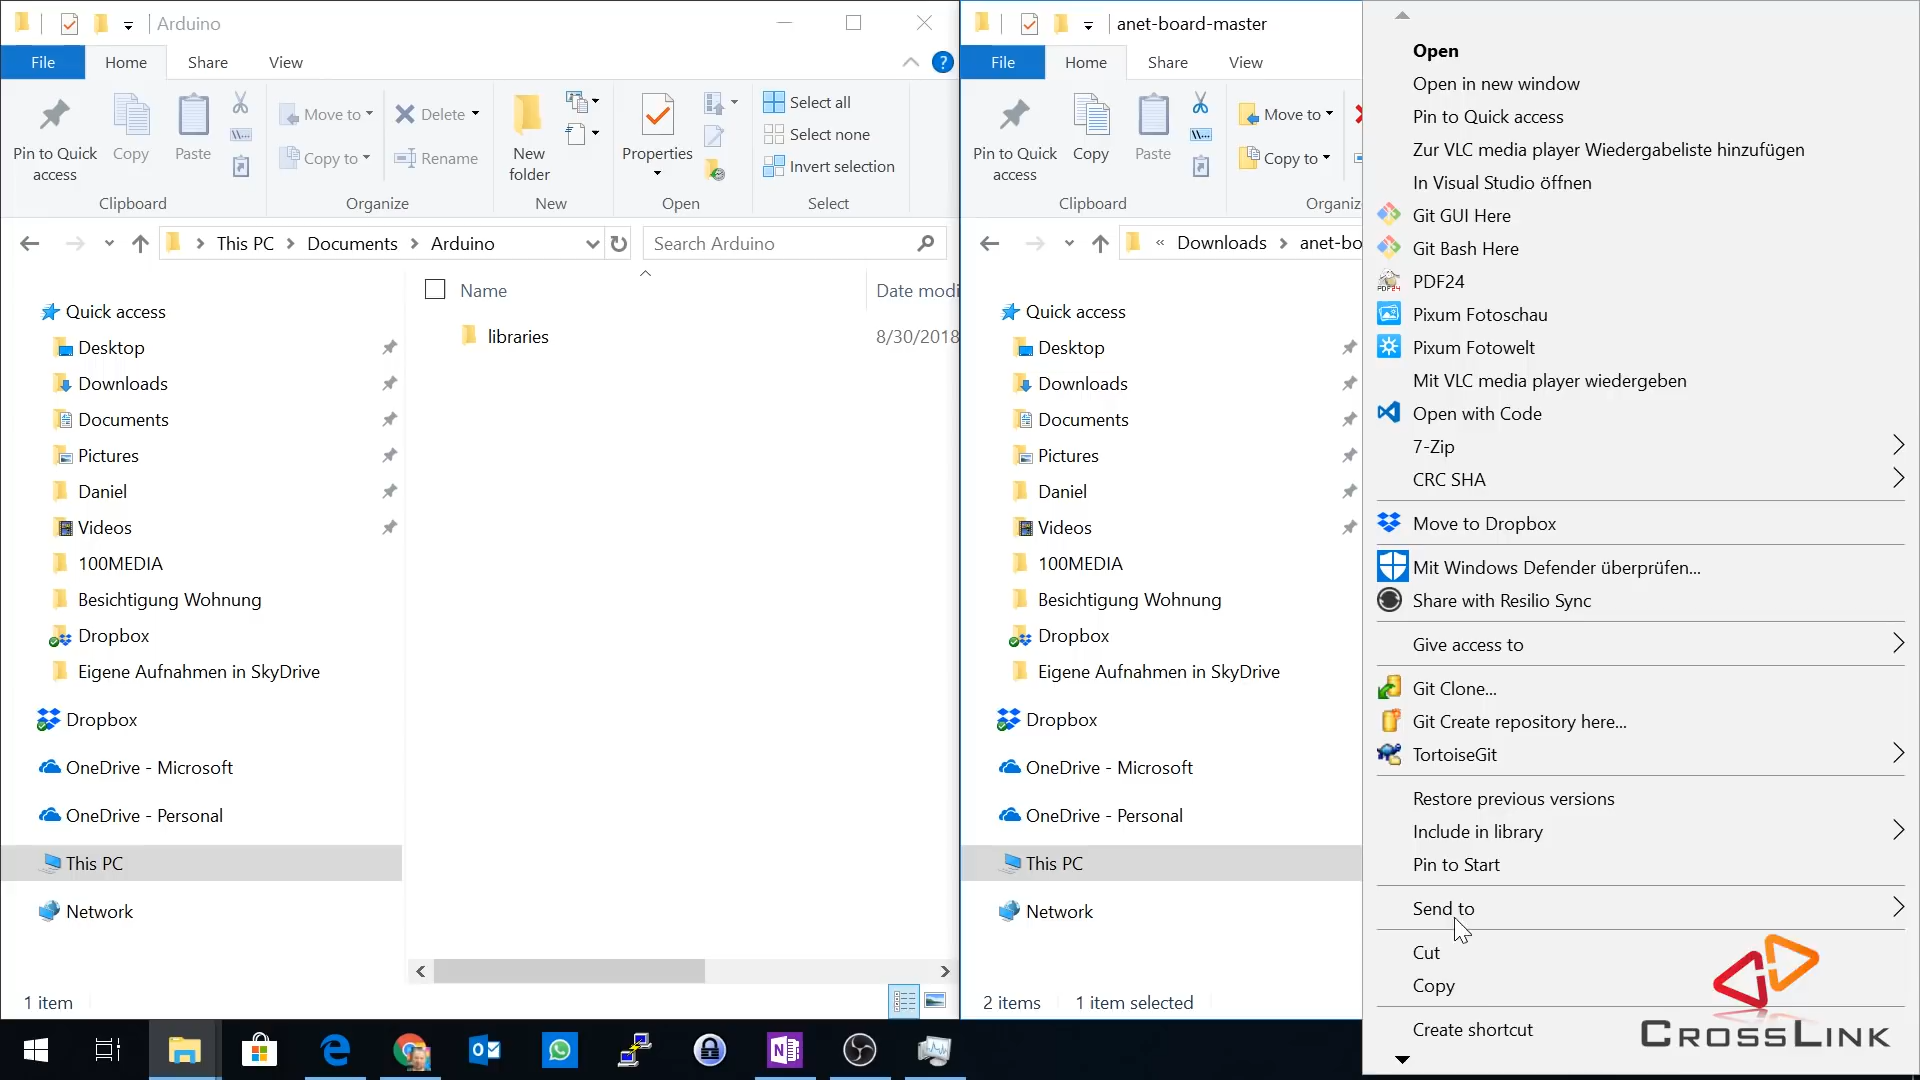 Arduino
File
Home
Share
View
?
Pin to Quick access
Copy
Paste
Move to
Copy to
Delete
Rename
New folder
Properties
Select all
Select none
Invert selection
Clipboard
Organize
New
Open
Select
This PC > Documents > Arduino
Search Arduino
Name
Date modi
libraries
8/30/2018
Quick access
Desktop
Downloads
Documents
Pictures
Daniel
Videos
100MEDIA
Besichtigung Wohnung
Dropbox
Eigene Aufnahmen in SkyDrive
Dropbox
OneDrive - Microsoft
OneDrive - Personal
This PC
Network
1 item
anet-board-master
File
Home
Share
View
Pin to Quick access
Copy
Paste
Move to
Copy to
Clipboard
Organiz
« Downloads > anet-bo
Quick access
Desktop
Downloads
Documents
Pictures
Daniel
Videos
100MEDIA
Besichtigung Wohnung
Dropbox
Eigene Aufnahmen in SkyDrive
Dropbox
OneDrive - Microsoft
OneDrive - Personal
This PC
Network
2 items
1 item selected
Open
Open in new window
Pin to Quick access
Zur VLC media player Wiedergabeliste hinzufügen
In Visual Studio öffnen
Git GUI Here
Git Bash Here
PDF24
Pixum Fotoschau
Pixum Fotowelt
Mit VLC media player wiedergeben
Open with Code
7-Zip
CRC SHA
Move to Dropbox
Mit Windows Defender überprüfen...
Share with Resilio Sync
Give access to
Git Clone...
Git Create repository here...
TortoiseGit
Restore previous versions
Include in library
Pin to Start
Send to
Cut
Copy
Create shortcut
CROSSLINK